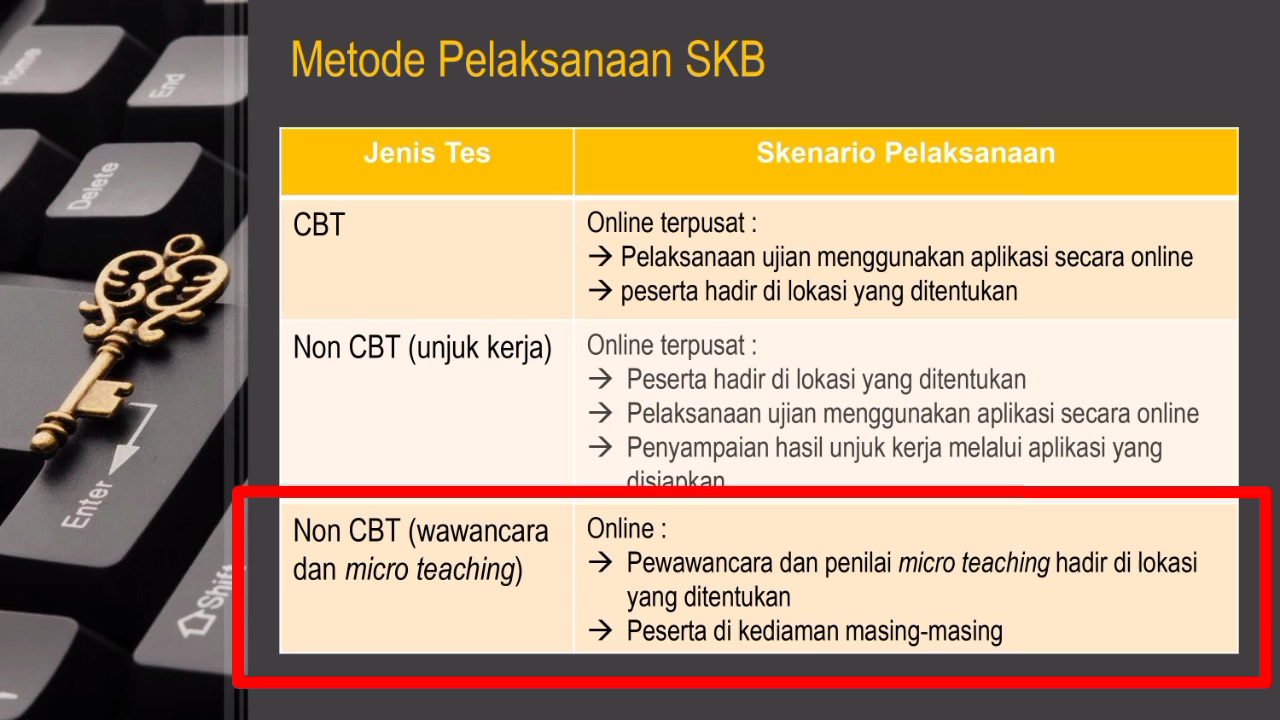 Metode Pelaksanaan SKB
Jenis Tes
Skenario Pelaksanaan
CBT
Online terpusat :
→ Pelaksanaan ujian menggunakan aplikasi secara online
→ peserta hadir di lokasi yang ditentukan
Non CBT (unjuk kerja)
Online terpusat :
→ Peserta hadir di lokasi yang ditentukan
→ Pelaksanaan ujian menggunakan aplikasi secara online
→ Penyampaian hasil unjuk kerja melalui aplikasi yang
disiapkan
Non CBT (wawancara
dan micro teaching)
Online :
→ Pewawancara dan penilai micro teaching hadir di lokasi
yang ditentukan
→ Peserta di kediaman masing-masing
Home
End
Delete
Enter
Shift